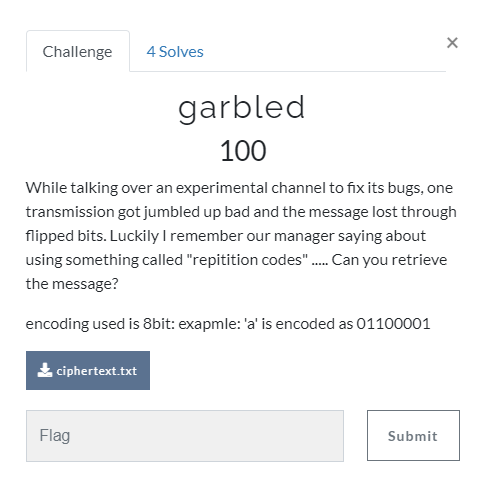 Challenge
4 Solves
×
garbled
100
While talking over an experimental channel to fix its bugs, one
transmission got jumbled up bad and the message lost through
flipped bits. Luckily I remember our manager saying about
using something called "repitition codes" ..... Can you retrieve
the message?
encoding used is 8bit: exapmle: 'a' is encoded as 01100001
ciphertext.txt
Flag
Submit